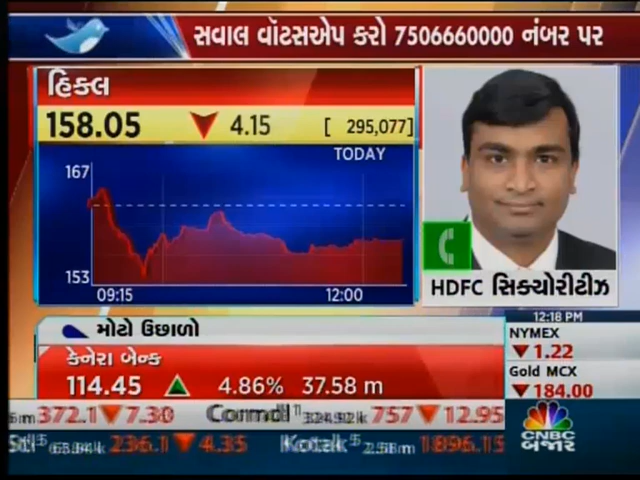 સવાલ વૉટસએપ કરો 7506660000 નંબર પર
હિકલ
158.05 4.15 [ 295,077]
TODAY
167
153
09:15 12:00
HDFC સિક્યોરીટીઝ
મોટો ઉછાળો
કેનેરા બેન્ક
114.45 4.86% 37.58 m
12:18 PM
NYMEX
1.22
Gold MCX
184.00
372.1 7.30 757 12.95
236.1 4.35 Kotak 1896.15
CNBC
બજાર